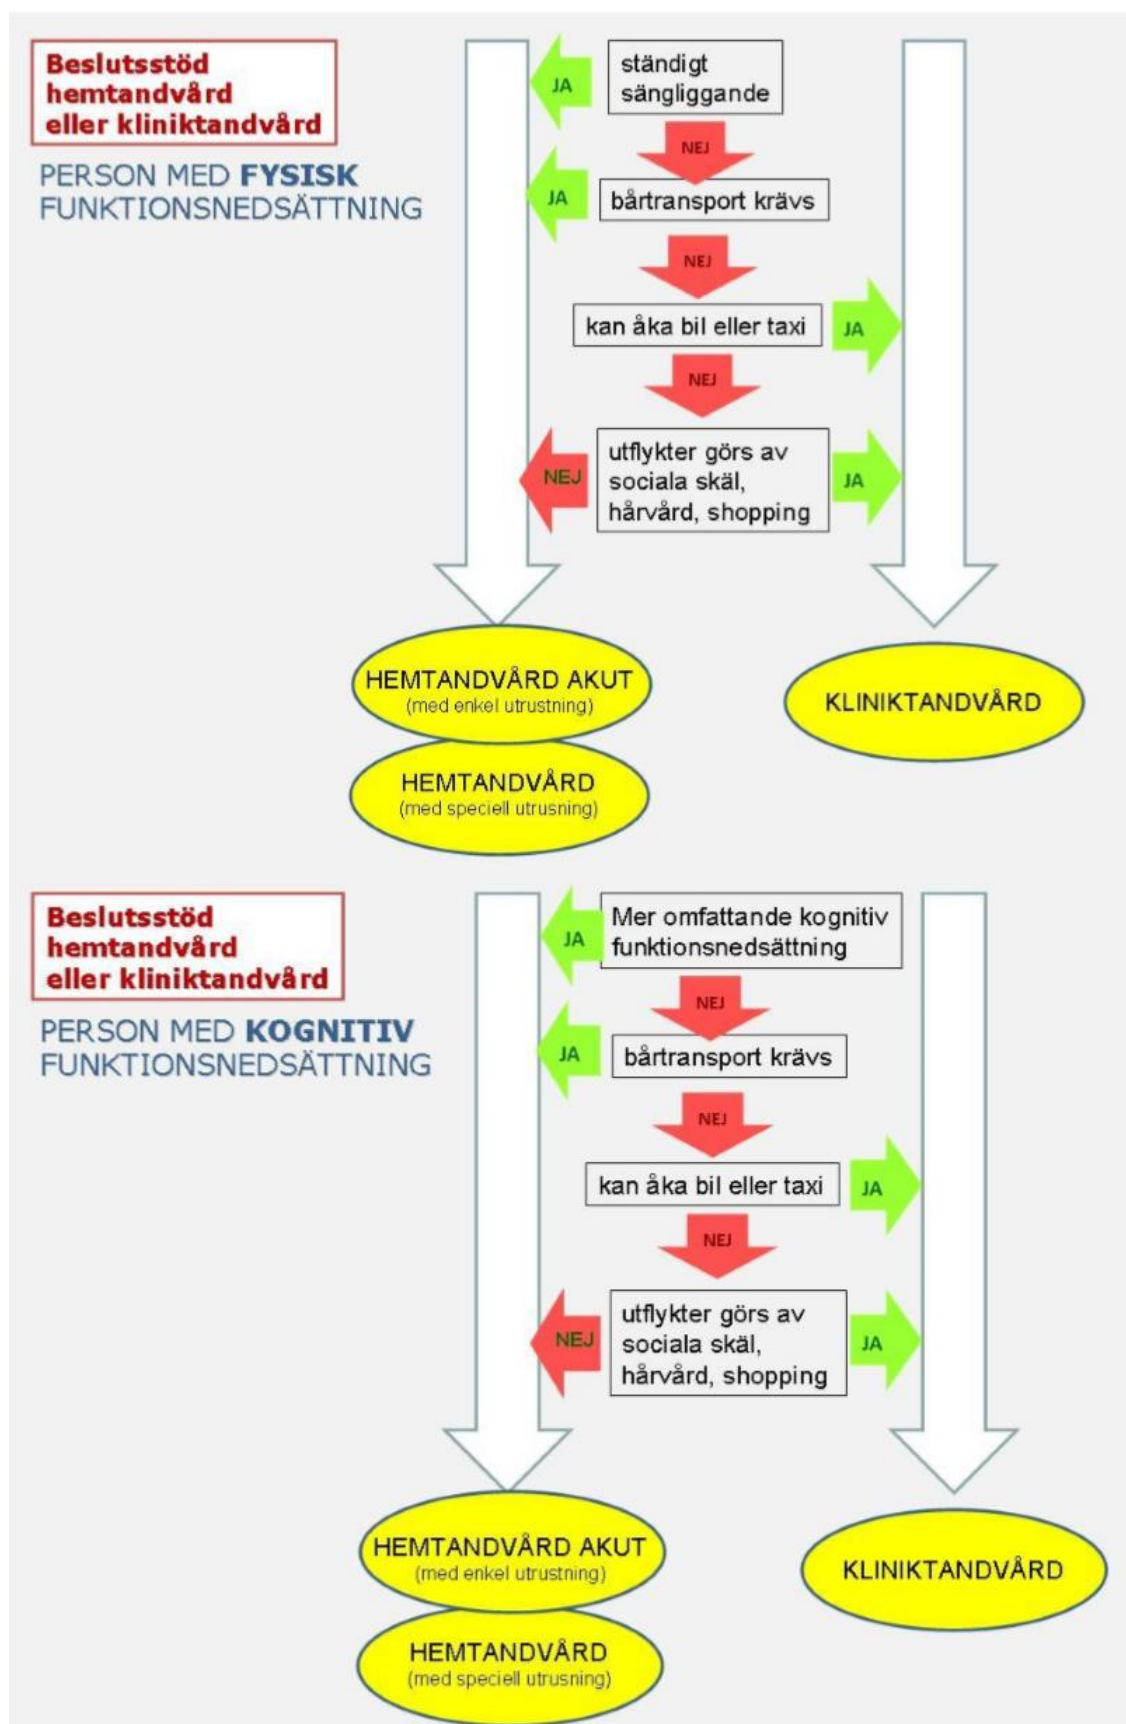 Beslutsstöd
hemtandvård
eller kliniktandvård
PERSON MED FYSISK
FUNKTIONSNEDSÄTTNING
JA
ständigt
sängliggande
NEJ
JA
bårtransport krävs
NEJ
kan åka bil eller taxi
JA
NEJ
NEJ
utflykter görs av
sociala skäl,
hårvård, shopping
JA
HEMTANDVÅRD AKUT
(med enkel utrustning)
HEMTANDVÅRD
(med speciell utrusning)
KLINIKTANDVÅRD
Beslutsstöd
hemtandvård
eller kliniktandvård
PERSON MED KOGNITIV
FUNKTIONSNEDSÄTTNING
JA
Mer omfattande kognitiv
funktionsnedsättning
NEJ
JA
bårtransport krävs
NEJ
kan åka bil eller taxi
JA
NEJ
NEJ
utflykter görs av
sociala skäl,
hårvård, shopping
JA
HEMTANDVÅRD AKUT
(med enkel utrustning)
HEMTANDVÅRD
(med speciell utrusning)
KLINIKTANDVÅRD